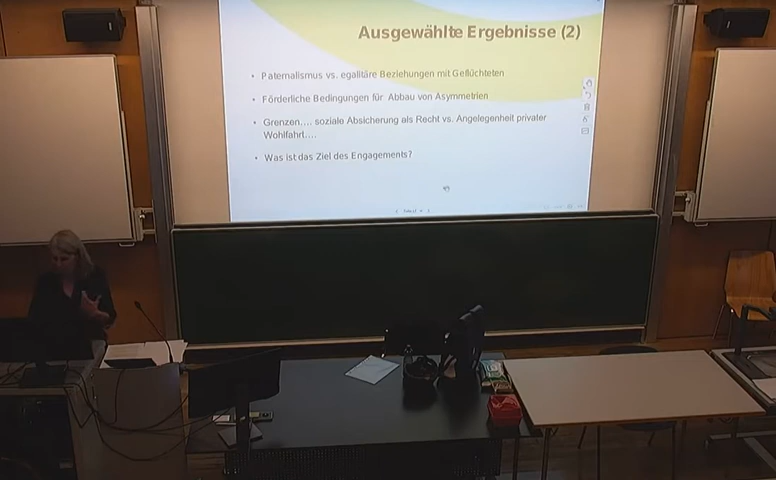 Ausgewählte Ergebnisse (2)
• Paternalismus vs. egalitäre Beziehungen mit Geflüchteten
• Förderliche Bedingungen für Abbau von Asymmetrien
• Grenzen…. soziale Absicherung als Recht vs. Angelegenheit privater
Wohlfahrt….
• Was ist das Ziel des Engagements?